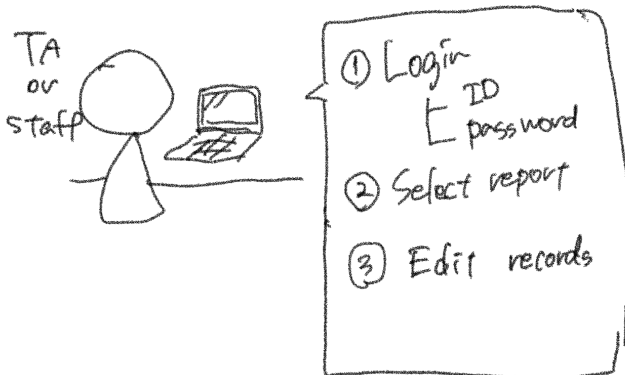 TA
or
staff
① Login
ID
password
② Select report
③ Edit records